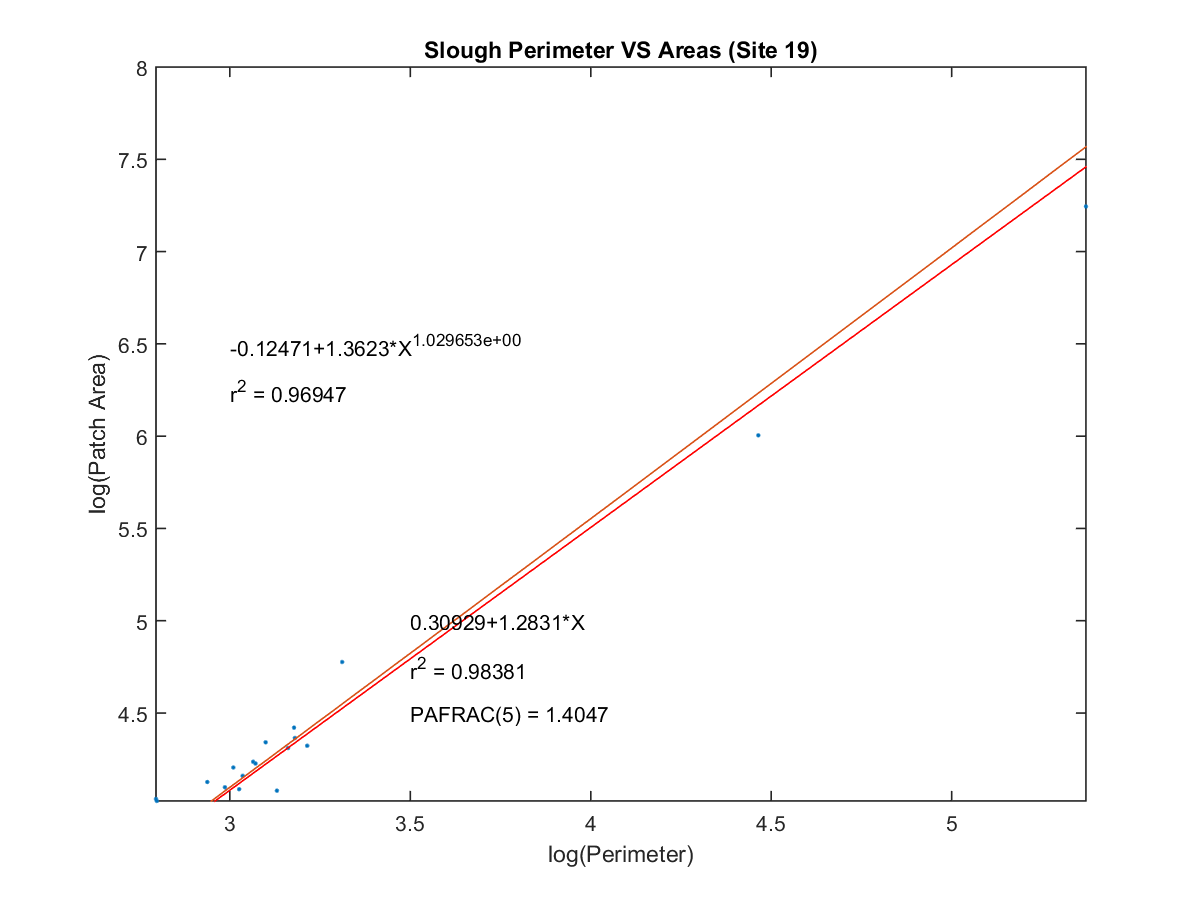 Slough Perimeter VS Areas (Site 19)
8
7.5
7
6.5
6
5.5
5
4.5
log(Patch Area)
-0.12471+1.3623*X^1.029653e+00
r^2 = 0.96947
0.30929+1.2831*X
r^2 = 0.98381
PAFRAC(5) = 1.4047
3 3.5 4 4.5 5
log(Perimeter)